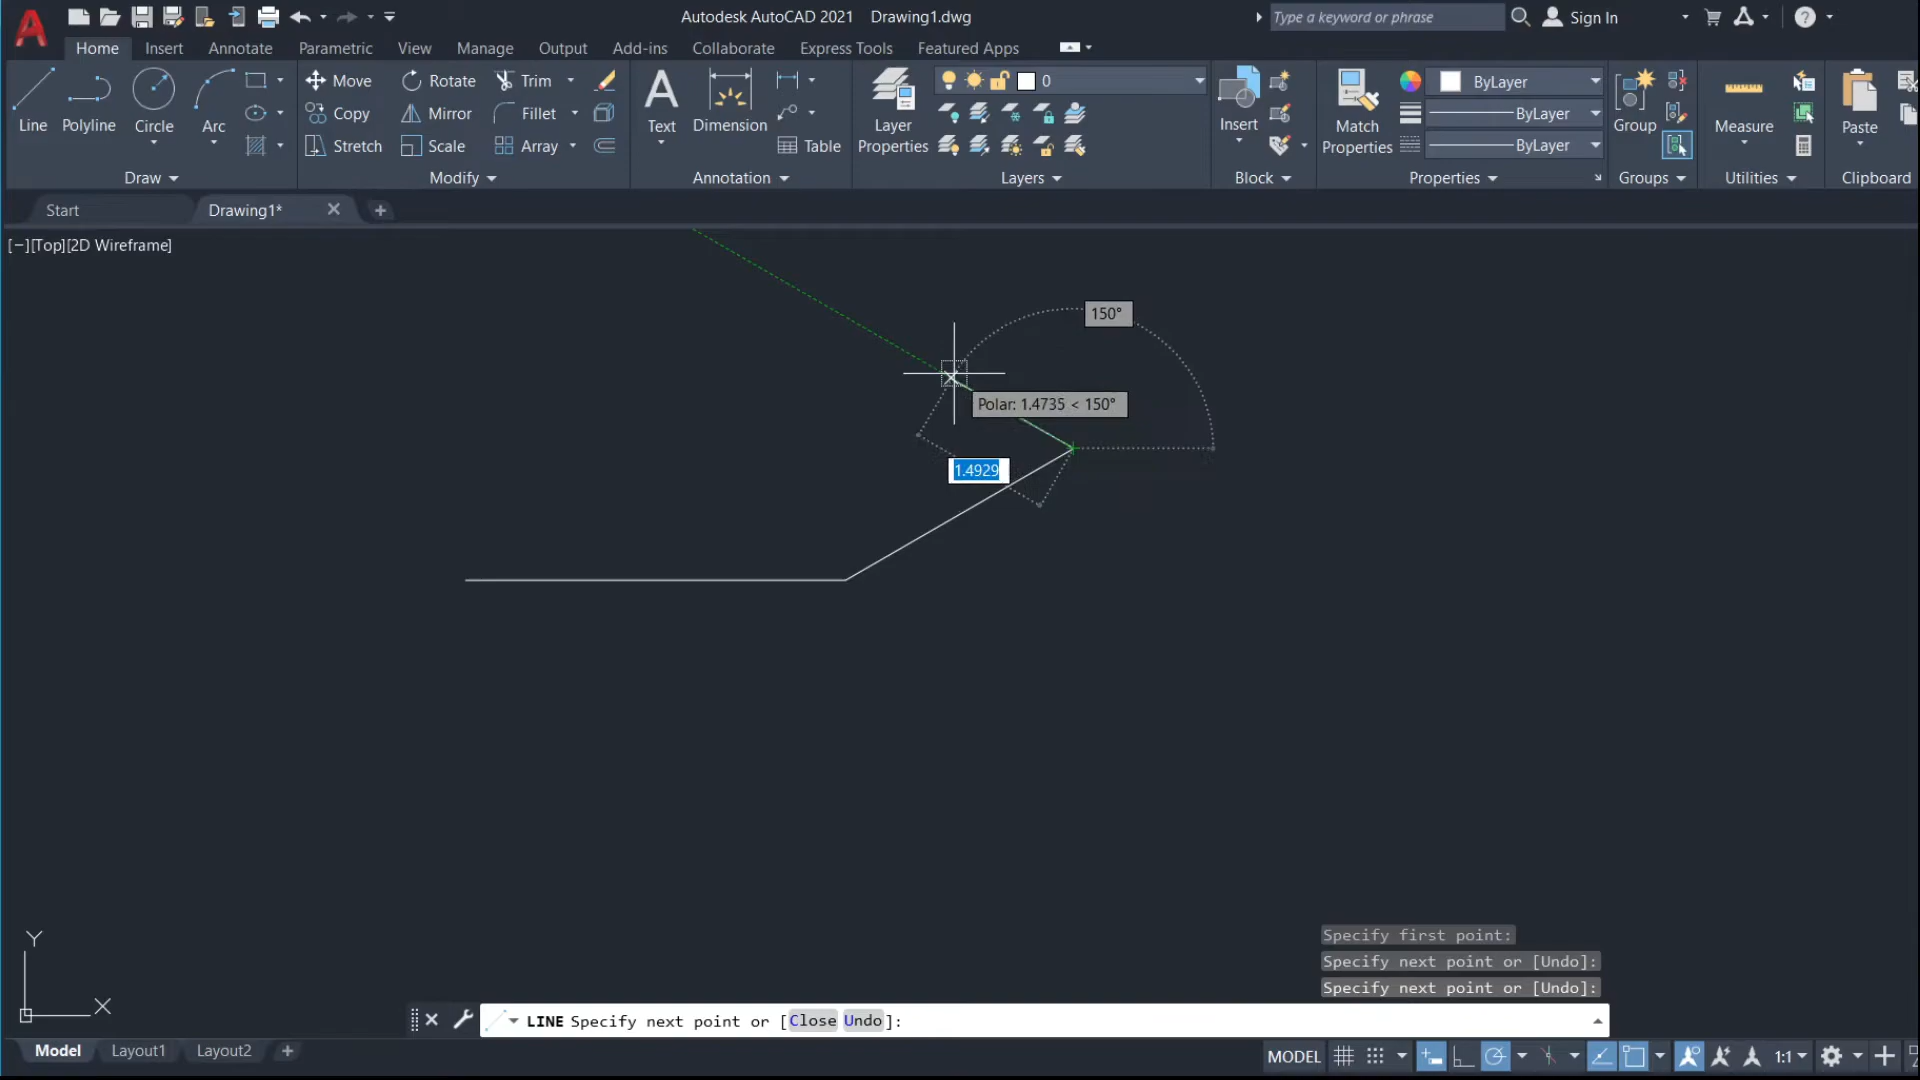 Autodesk AutoCAD 2021 Drawing1.dwg Type a keyword or phrase Sign In
Home Insert Annotate Parametric View Manage Output Add-ins Collaborate Express Tools Featured Apps
Line Polyline Circle Arc
Draw
Move Rotate Trim
Copy Mirror Fillet
Stretch Scale Array
Modify
Text Dimension Table
Annotation
Layer Properties
0
Layers
Insert
Block
Match Properties
ByLayer
ByLayer
ByLayer
Properties
Group
Groups
Measure
Utilities
Paste
Clipboard
Start Drawing1*
[−][Top][2D Wireframe]
150°
Polar: 1.4735 < 150°
1.4929
Y
X
Specify first point:
Specify next point or [Undo]:
Specify next point or [Undo]:
LINE Specify next point or [Close Undo]:
Model Layout1 Layout2 MODEL 1:1